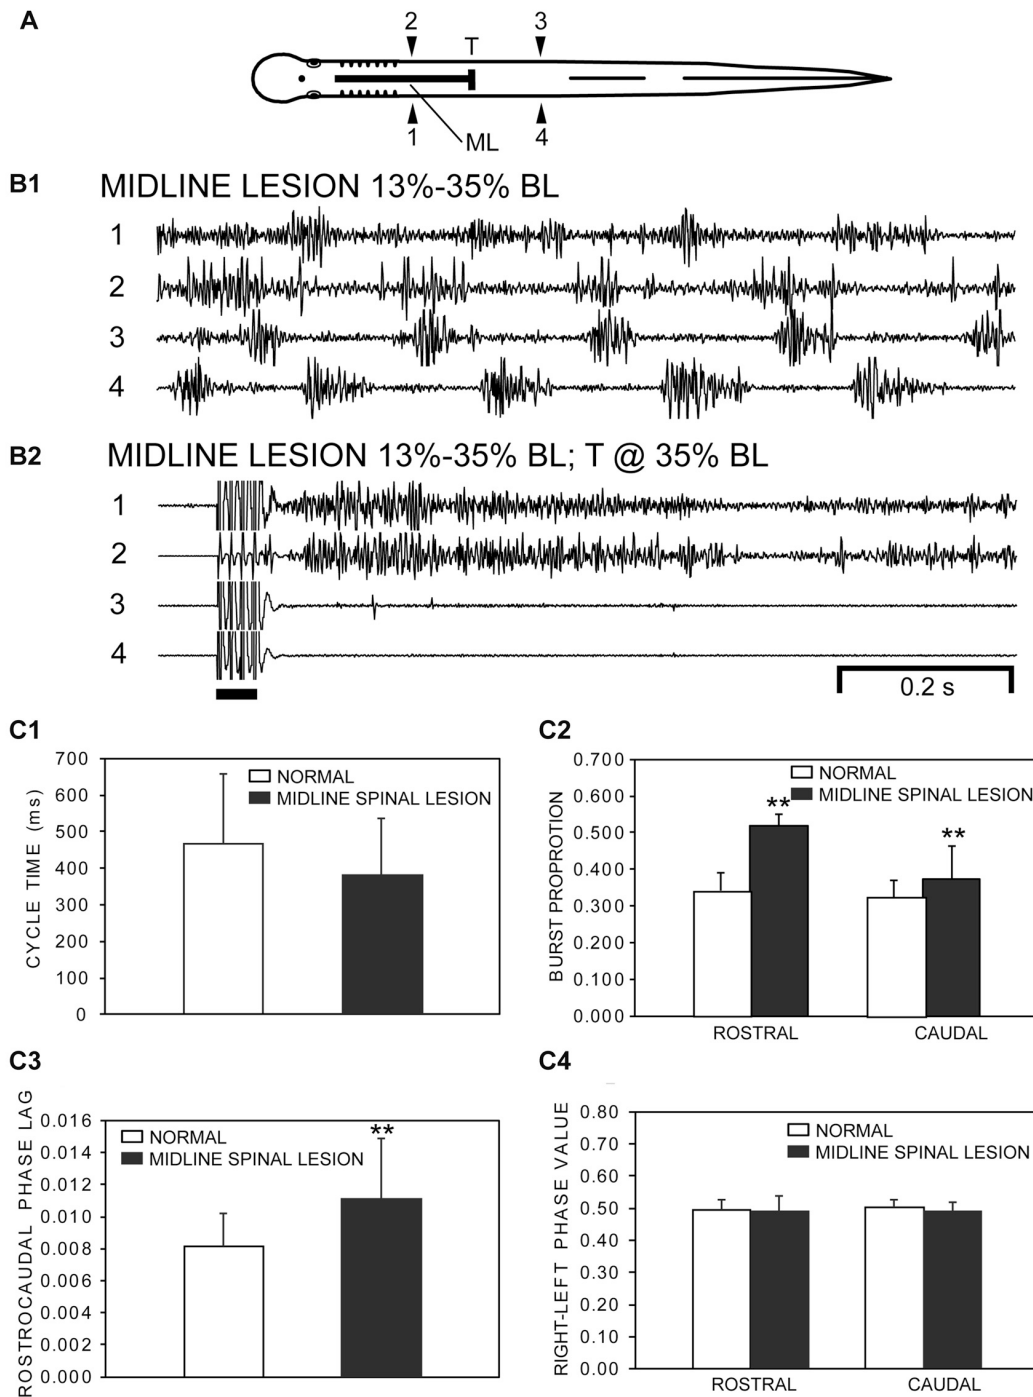 A
2
3
T
1
ML
4
B1
MIDLINE LESION 13%-35% BL
1
2
3
4
B2
MIDLINE LESION 13%-35% BL; T @ 35% BL
1
2
3
4
0.2 s
C1
CYCLE TIME (ms)
700
600
500
400
300
200
100
0
NORMAL
MIDLINE SPINAL LESION
C2
BURST PROPROTION
0.700
0.600
0.500
0.400
0.300
0.200
0.100
0.000
NORMAL
MIDLINE SPINAL LESION
**
**
ROSTRAL
CAUDAL
C3
ROSTROCAUDAL PHASE LAG
0.016
0.014
0.012
0.010
0.008
0.006
0.004
0.002
0.000
NORMAL
MIDLINE SPINAL LESION
**
C4
RIGHT-LEFT PHASE VALUE
0.80
0.70
0.60
0.50
0.40
0.30
0.20
0.10
0.00
NORMAL
MIDLINE SPINAL LESION
ROSTRAL
CAUDAL